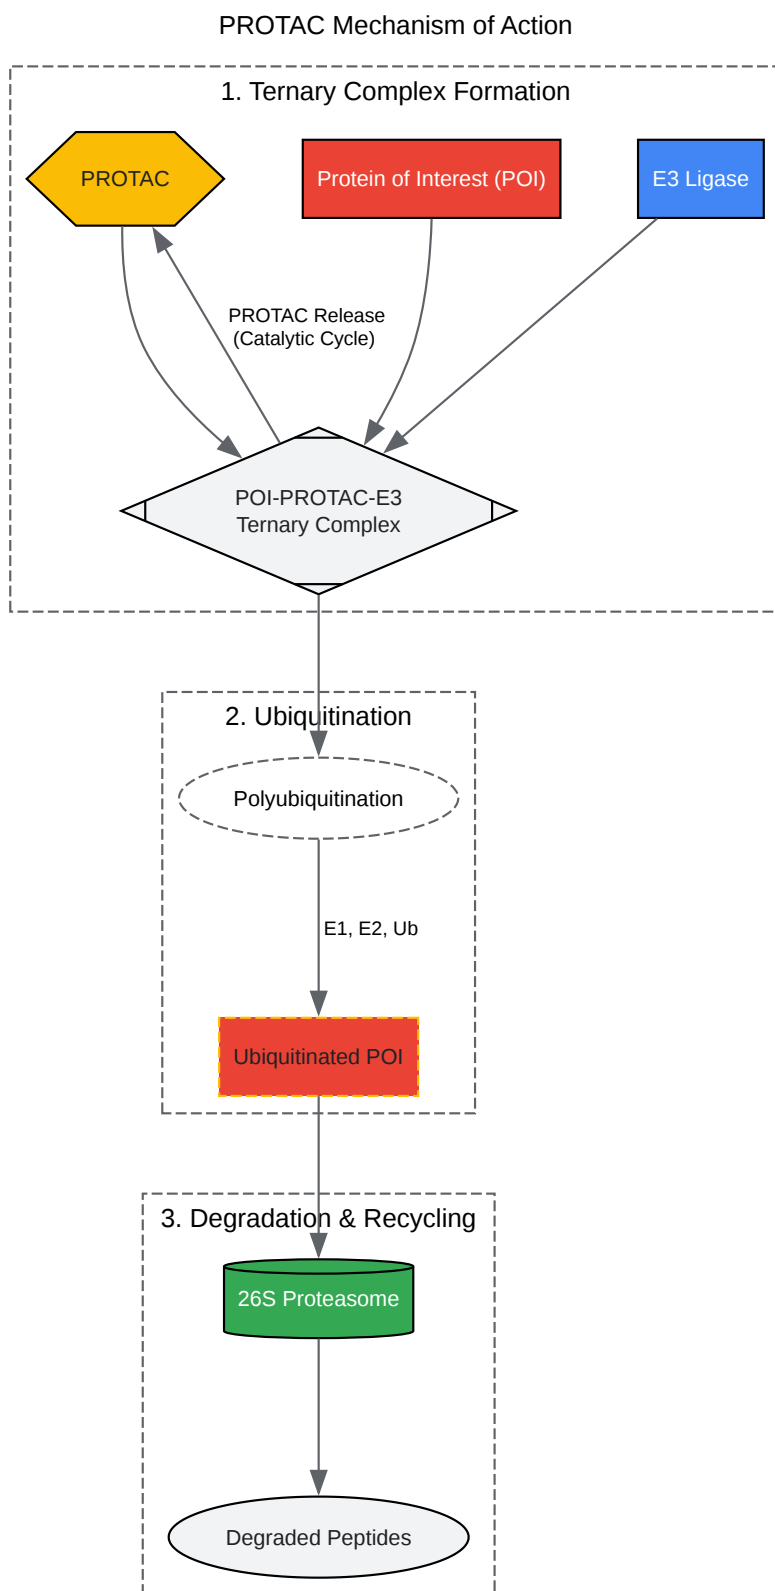 PROTAC Mechanism of Action
1. Ternary Complex Formation
PROTAC
Protein of Interest (POI)
E3 Ligase
PROTAC Release
(Catalytic Cycle)
POI-PROTAC-E3
Ternary Complex
2. Ubiquitination
Polyubiquitination
E1, E2, Ub
Ubiquitinated POI
3. Degradation & Recycling
26S Proteasome
Degraded Peptides